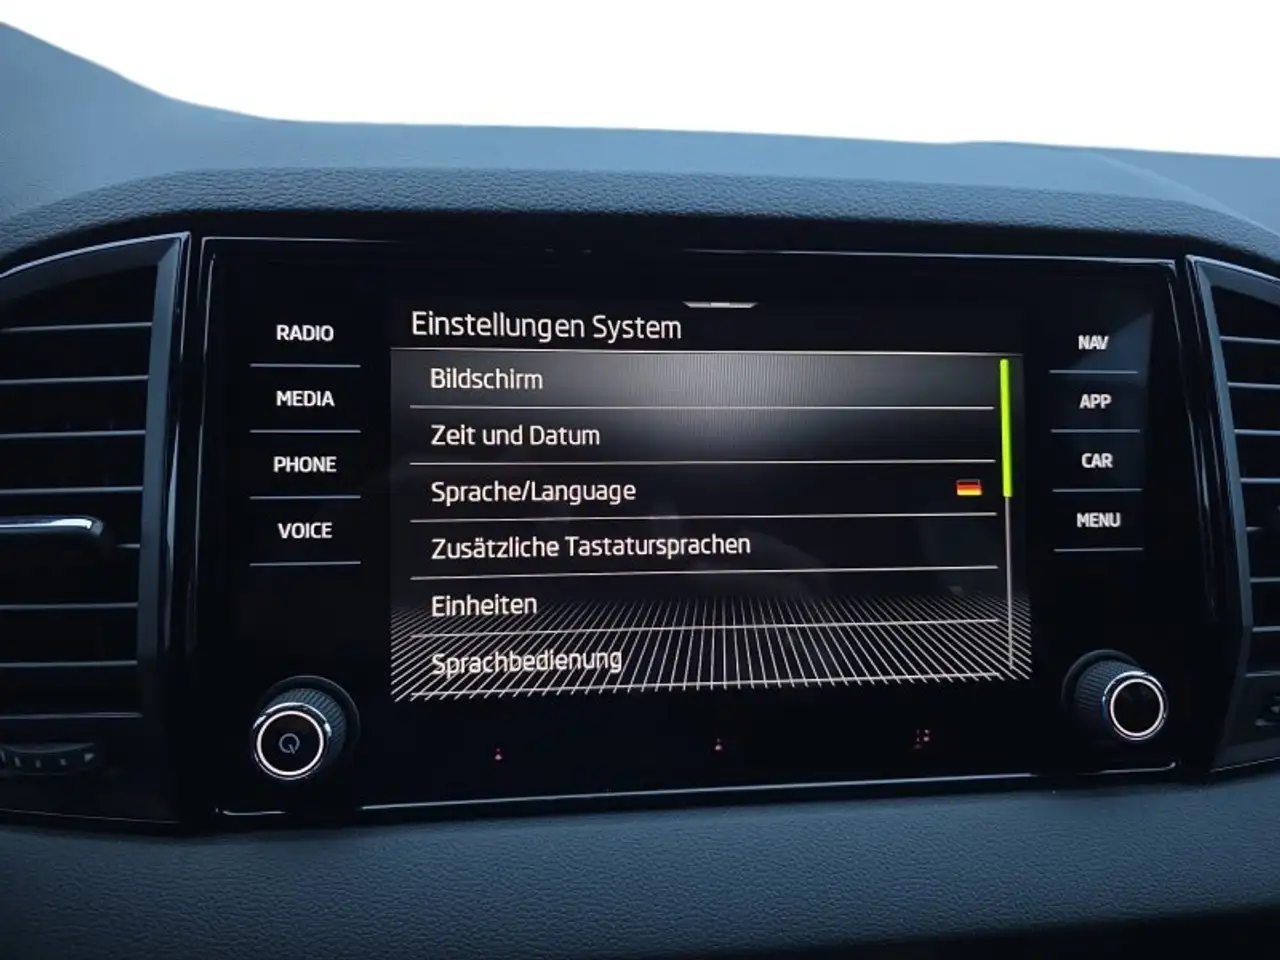 RADIO
MEDIA
PHONE
VOICE
Einstellungen System
Bildschirm
Zeit und Datum
Sprache/Language
Zusätzliche Tastatursprachen
Einheiten
Sprachbedienung
NAV
APP
CAR
MENU